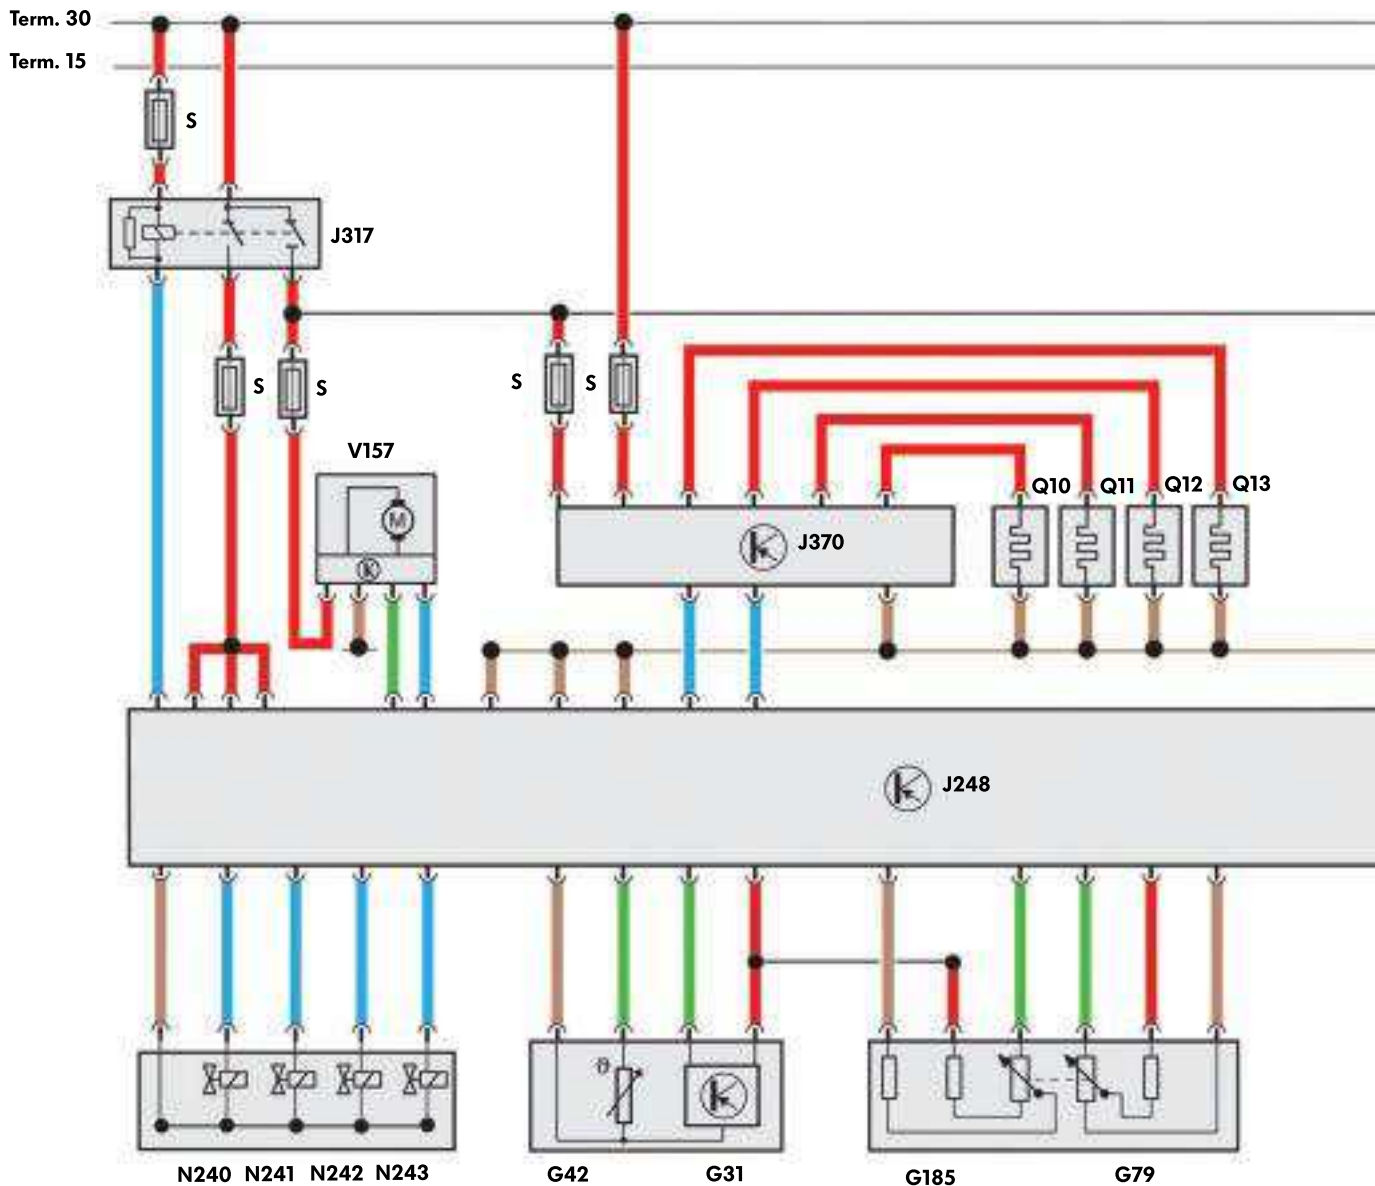 Term. 30
Term. 15
S
J317
S
S
S
S
V157
M
Q10
Q11
Q12
Q13
J370
J248
ϑ
N240
N241
N242
N243
G42
G31
G185
G79